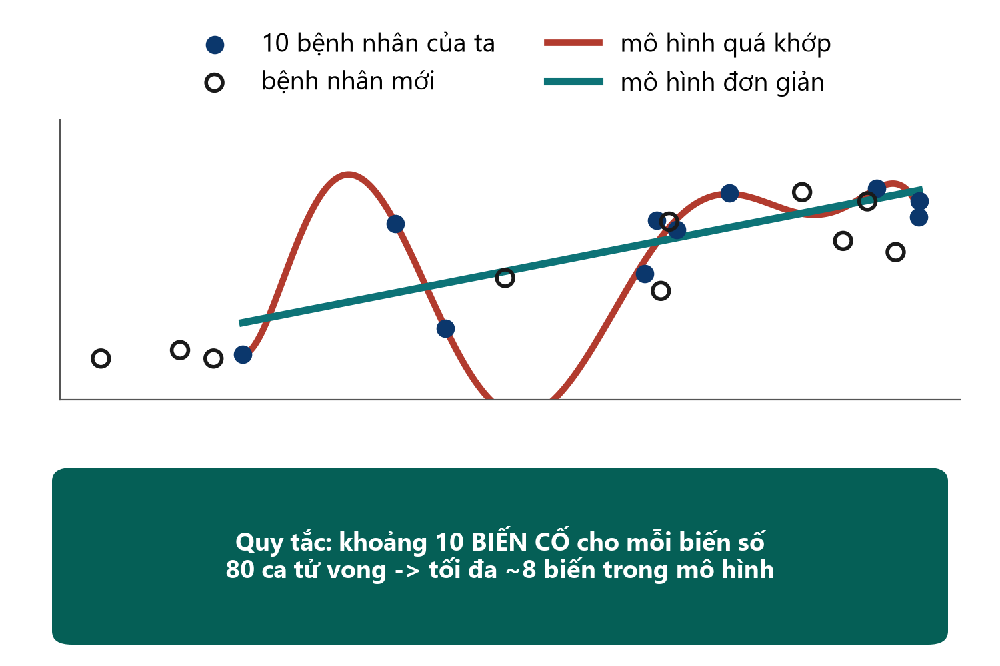 10 bệnh nhân của ta
bệnh nhân mới
mô hình quá khớp
mô hình đơn giản
Quy tắc: khoảng 10 BIẾN CỐ cho mỗi biến số
80 ca tử vong -> tối đa ~8 biến trong mô hình